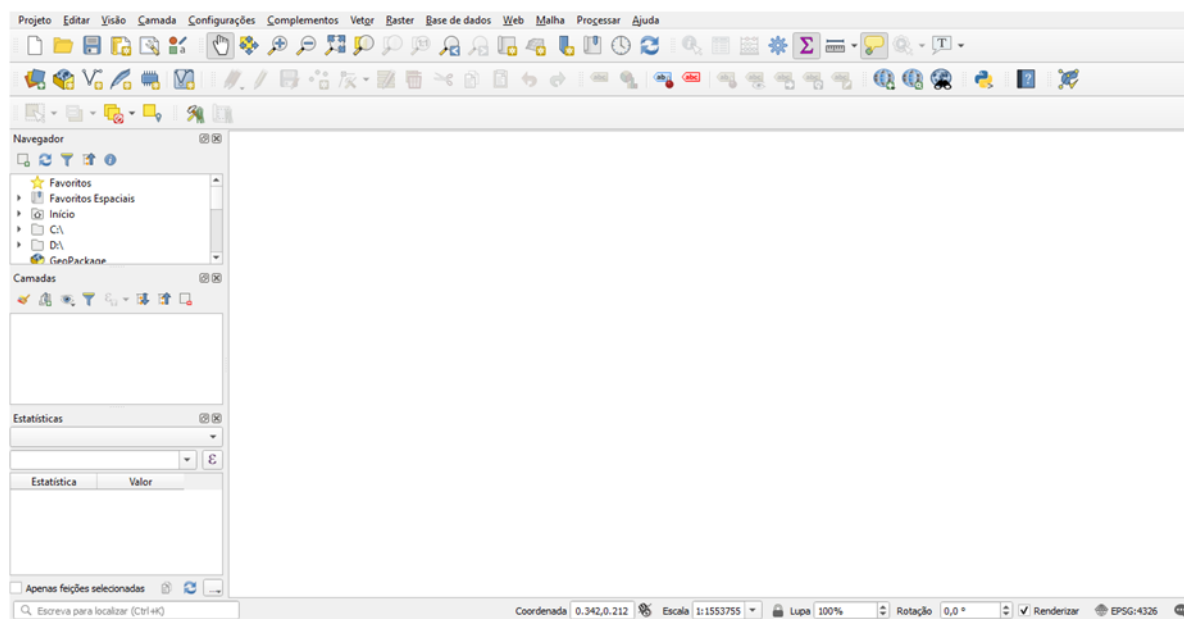 Projeto Editar Visão Camada Configurações Complementos Vetor Raster Base de dados Web Malha Processar Ajuda
Navegador
Favoritos
Favoritos Espaciais
Início
C:\
D:\
GeoPackage
Camadas
Estatísticas
Estatística Valor
Apenas feições selecionadas
Escreva para localizar (Ctrl+K) Coordenada 0.342,0.212 Escala 1:1553755 Lupa 100% Rotação 0,0 ° Renderizar EPSG:4326